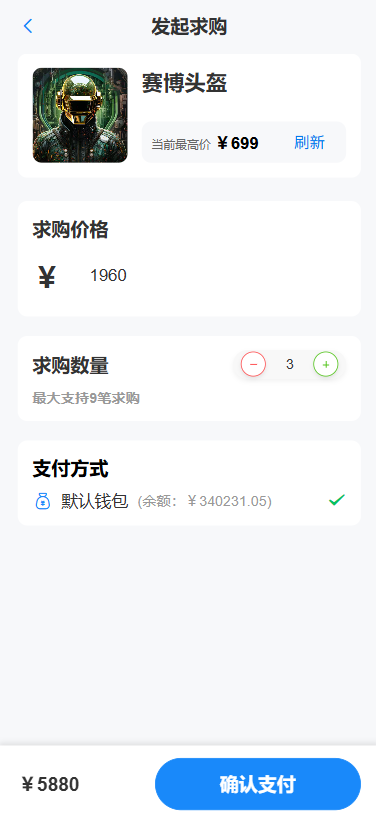 发起求购
赛博头盔
当前最高价 ￥699 刷新
求购价格
￥ 1960
求购数量 － 3 +
最大支持9笔求购
支付方式
默认钱包 (余额：￥340231.05)
￥5880 确认支付